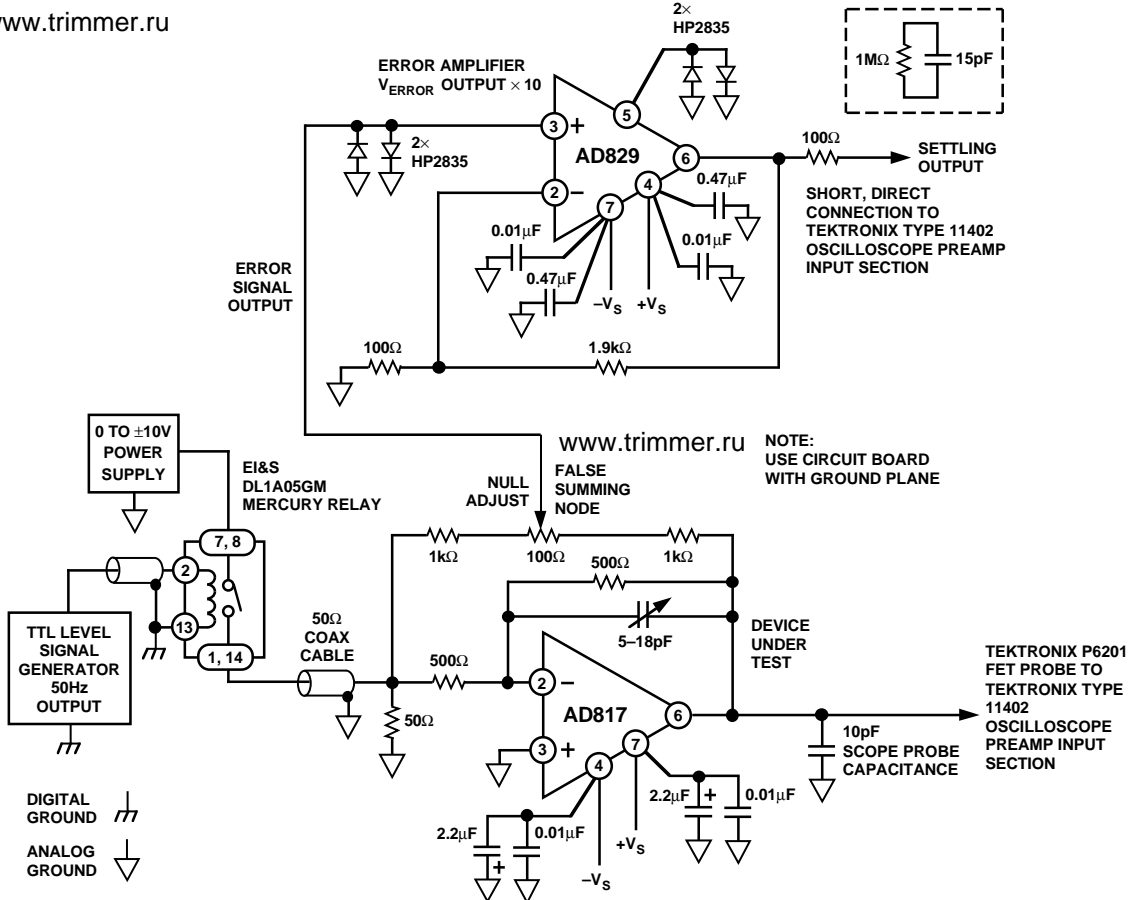 www.trimmer.ru
2×
HP2835
1MΩ
15pF
ERROR AMPLIFIER
VERROR OUTPUT × 10
5
3
+
2×
HP2835
AD829
6
100Ω
SETTLING
OUTPUT
2
–
4
7
0.47µF
0.01µF
0.01µF
0.47µF
–VS
+VS
SHORT, DIRECT
CONNECTION TO
TEKTRONIX TYPE 11402
OSCILLOSCOPE PREAMP
INPUT SECTION
ERROR
SIGNAL
OUTPUT
100Ω
1.9kΩ
0 TO ±10V
POWER
SUPPLY
EI&S
DL1A05GM
MERCURY RELAY
www.trimmer.ru
NULL
ADJUST
FALSE
SUMMING
NODE
NOTE:
USE CIRCUIT BOARD
WITH GROUND PLANE
7, 8
2
13
1, 14
1kΩ
100Ω
1kΩ
500Ω
5–18pF
TTL LEVEL
SIGNAL
GENERATOR
50Hz
OUTPUT
50Ω
COAX
CABLE
500Ω
50Ω
DEVICE
UNDER
TEST
2
–
AD817
6
3
+
7
4
TEKTRONIX P6201
FET PROBE TO
TEKTRONIX TYPE
11402
OSCILLOSCOPE
PREAMP INPUT
SECTION
10pF
SCOPE PROBE
CAPACITANCE
2.2µF
+
0.01µF
2.2µF
+
0.01µF
+VS
–VS
DIGITAL
GROUND
ANALOG
GROUND